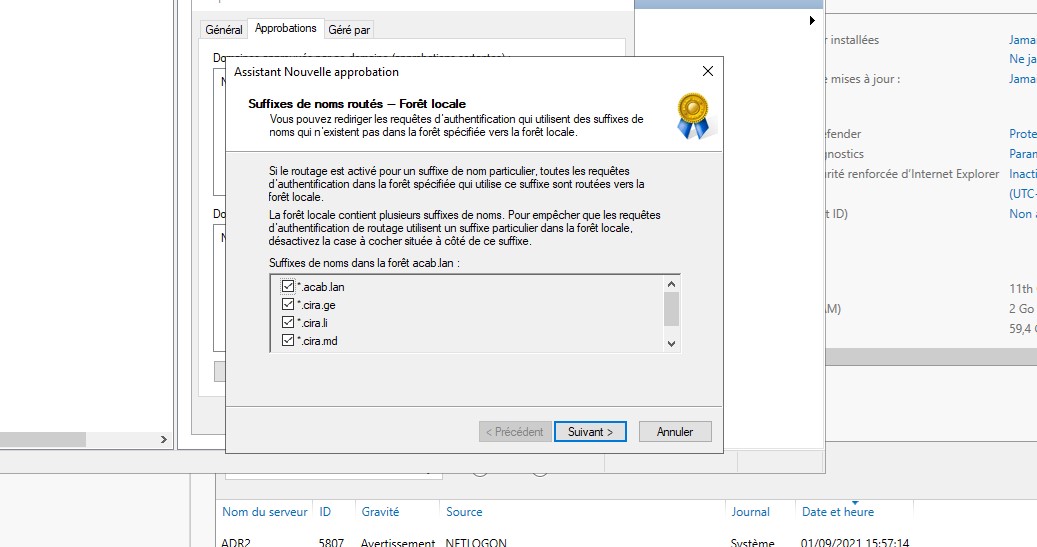 Général
Approbations
Géré par
r installées
Jama
Ne ja
e mises à jour :
Jama
Assistant Nouvelle approbation
Suffixes de noms routés – Forêt locale
Vous pouvez rediriger les requêtes d'authentification qui utilisent des suffixes de
noms qui n'existent pas dans la forêt spécifiée vers la forêt locale.
efender
Prote
gnostics
Param
urité renforcée d'Internet Explorer
Inacti
(UTC-
t ID)
Non a
Si le routage est activé pour un suffixe de nom particulier, toutes les requêtes
d'authentification dans la forêt spécifiée qui utilise ce suffixe sont routées vers la
forêt locale.
La forêt locale contient plusieurs suffixes de noms. Pour empêcher que les requêtes
d'authentification de routage utilisent un suffixe particulier dans la forêt locale,
désactivez la case à cocher située à côté de ce suffixe.
Suffixes de noms dans la forêt acab.lan :
*.acab.lan
*.cira.ge
*.cira.li
*.cira.md
11th
M)
2 Go
59,4
< Précédent
Suivant >
Annuler
Nom du serveur
ID
Gravité
Source
Journal
Date et heure
ADR2
5807
Avertissement
NETLOGON
Système
01/09/2021 15:57:14